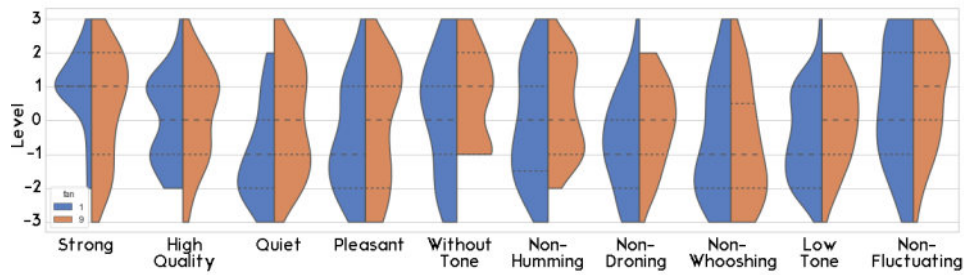 3
2
1
0
-1
-2
-3
Level
fan
1
9
Strong
High
Quality
Quiet
Pleasant
Without
Tone
Non-
Humming
Non-
Droning
Non-
Whooshing
Low
Tone
Non-
Fluctuating